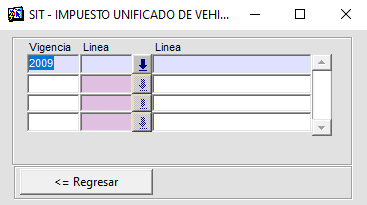 SIT - IMPUESTO UNIFICADO DE VEHI...
Vigencia Linea Linea
2009
<= Regresar